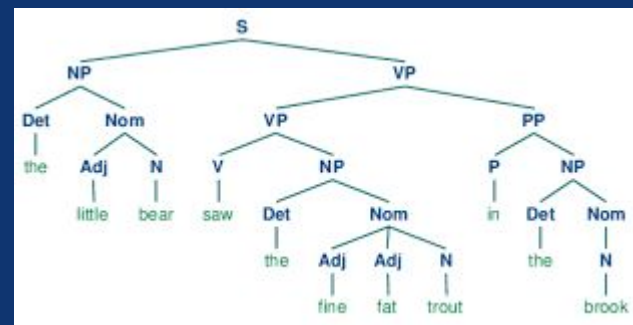 S
NP VP
Det Nom VP PP
the Adj N V NP P NP
little bear saw Det Nom in Det Nom
the Adj Adj N the N
fine fat trout brook